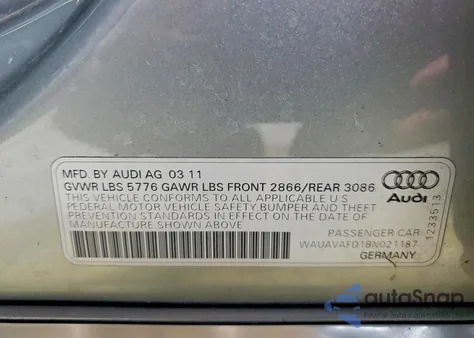 MFD. BY AUDI AG 03 11
GVWR LBS 5776 GAWR LBS FRONT 2866/REAR 3086
THIS VEHICLE CONFORMS TO ALL APPLICABLE U S
FEDERAL MOTOR VEHICLE SAFETY BUMPER AND THEFT
PREVENTION STANDARDS IN EFFECT ON THE DATE OF
MANUFACTURE SHOWN ABOVE
Audi
PASSENGER CAR
WAUAVAFD1BN021187
GERMANY
1233513
autoSnap